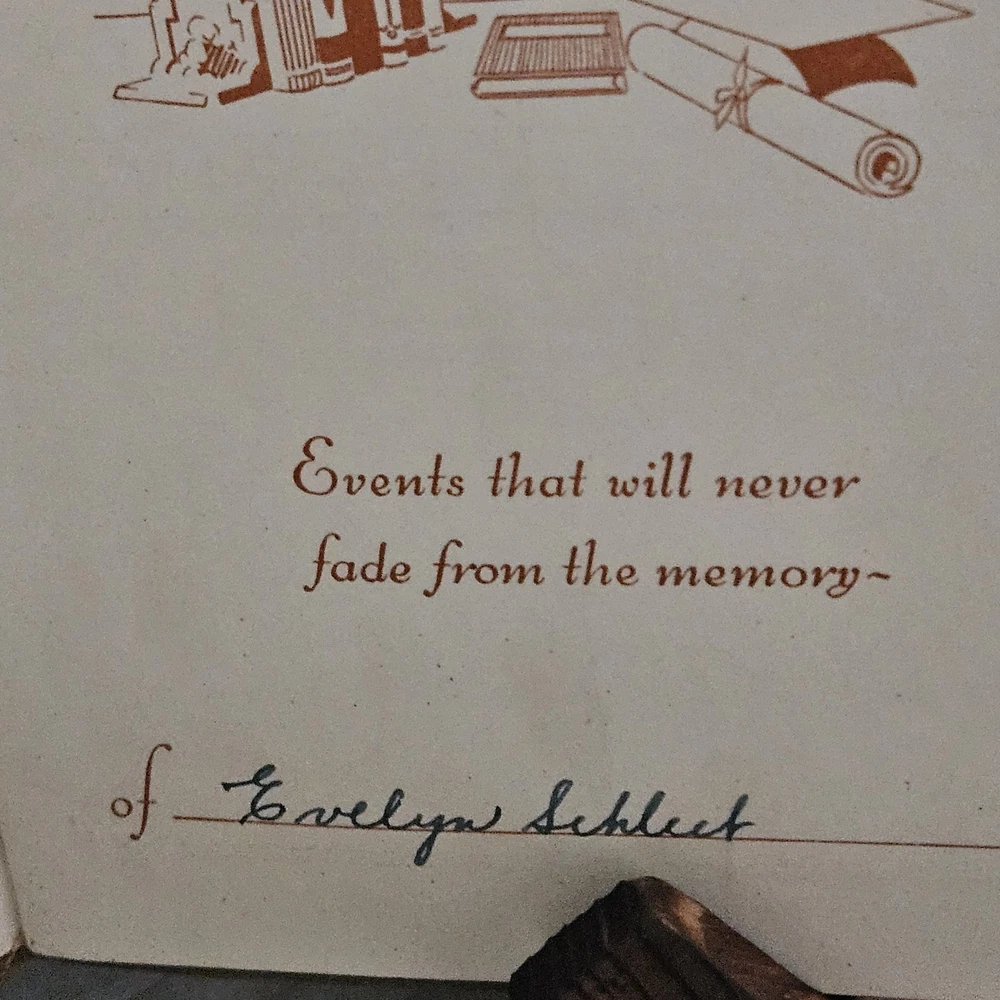 Events that will never
fade from the memory~
of Evelyn Schlect